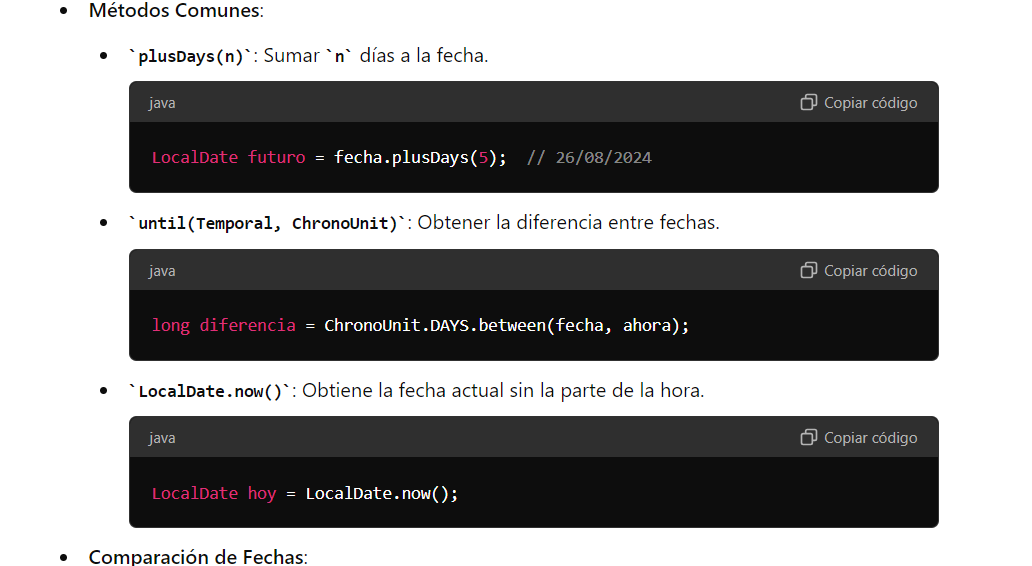 • Métodos Comunes:
• `plusDays(n)`: Sumar `n` días a la fecha.
java Copiar código
LocalDate futuro = fecha.plusDays(5);  // 26/08/2024
• `until(Temporal, ChronoUnit)`: Obtener la diferencia entre fechas.
java Copiar código
long diferencia = ChronoUnit.DAYS.between(fecha, ahora);
• `LocalDate.now()`: Obtiene la fecha actual sin la parte de la hora.
java Copiar código
LocalDate hoy = LocalDate.now();
• Comparación de Fechas: